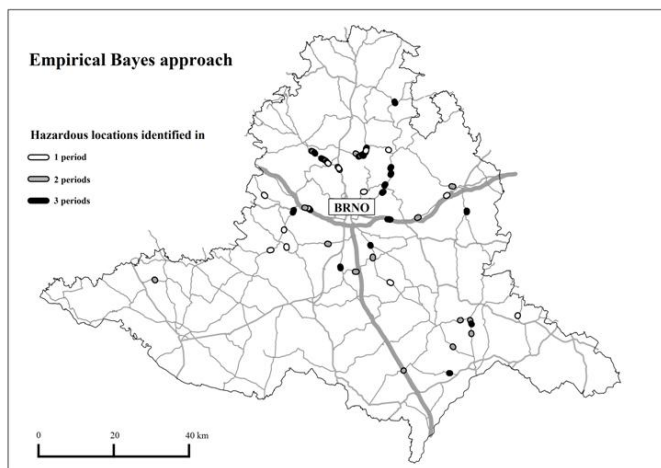 Empirical Bayes approach
Hazardous locations identified in
1 period
2 periods
3 periods
BRNO
0 20 40 km